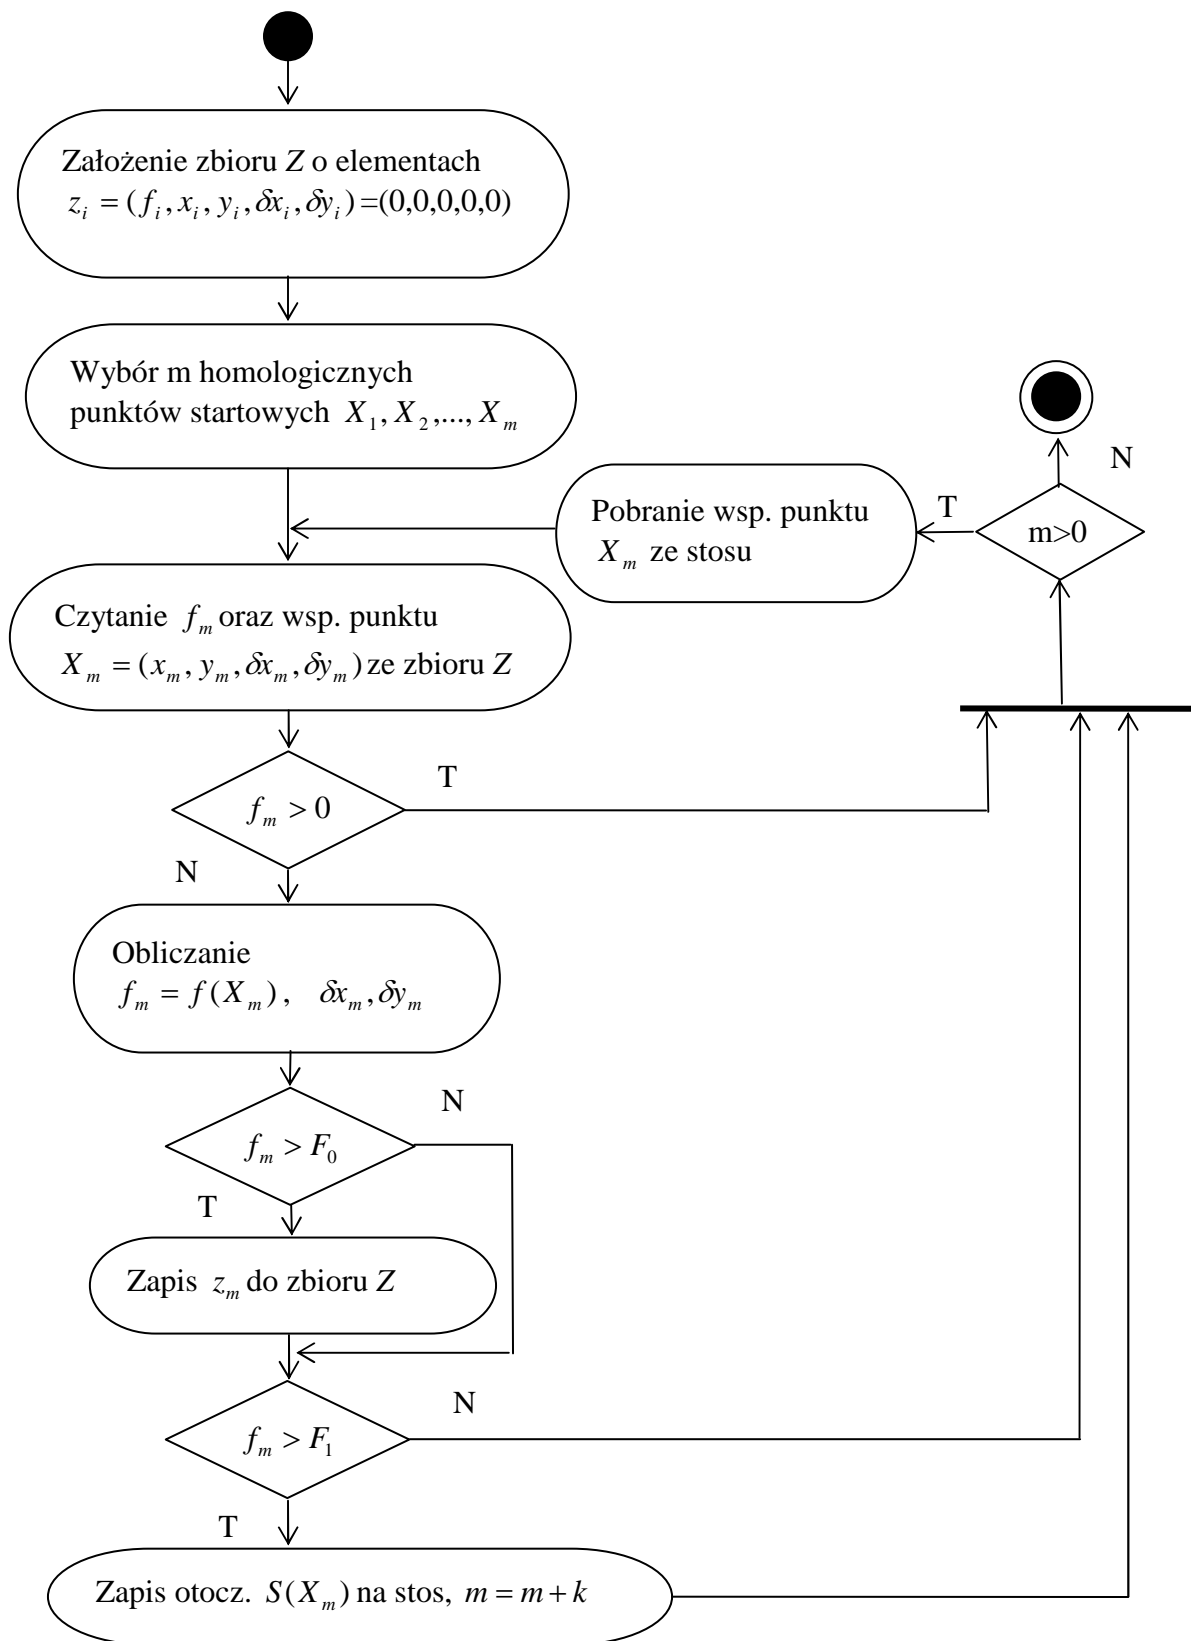 Założenie zbioru Z o elementach
z_i = (f_i, x_i, y_i, δx_i, δy_i)=(0,0,0,0,0)
Wybór m homologicznych
punktów startowych X_1, X_2,..., X_m
N
Pobranie wsp. punktu
X_m ze stosu
T
m>0
Czytanie f_m oraz wsp. punktu
X_m = (x_m, y_m, δx_m, δy_m) ze zbioru Z
T
f_m > 0
N
Obliczanie
f_m = f(X_m), δx_m, δy_m
N
f_m > F_0
T
Zapis z_m do zbioru Z
N
f_m > F_1
T
Zapis otocz. S(X_m) na stos, m = m + k